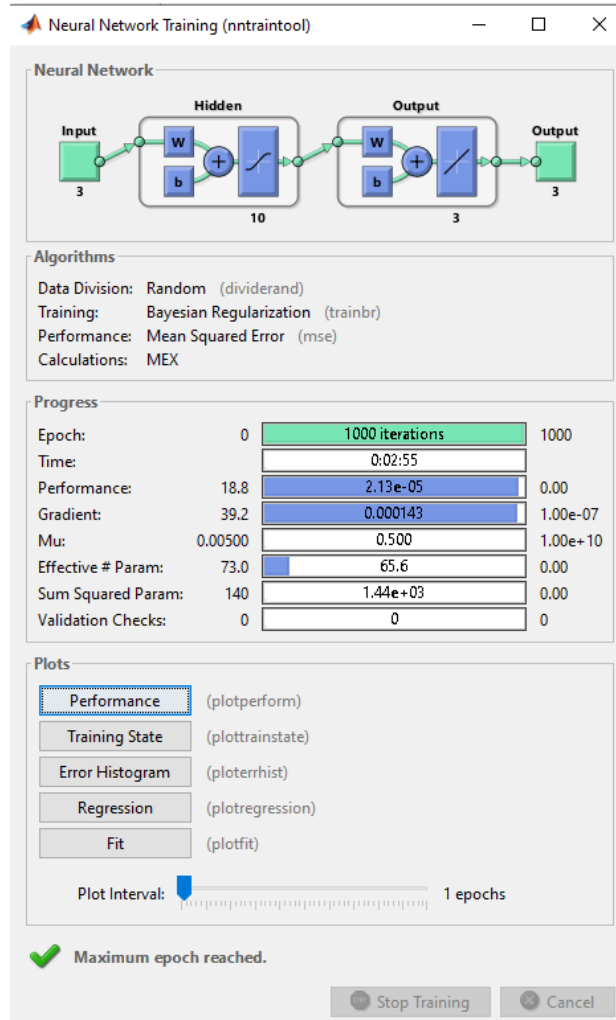 Neural Network Training (nntraintool)
Neural Network
Hidden Output
Input Output
W W
b b
3 3
10 3
Algorithms
Data Division: Random (dividerand)
Training: Bayesian Regularization (trainbr)
Performance: Mean Squared Error (mse)
Calculations: MEX
Progress
Epoch: 0 1000 iterations 1000
Time: 0:02:55
Performance: 18.8 2.13e-05 0.00
Gradient: 39.2 0.000143 1.00e-07
Mu: 0.00500 0.500 1.00e+10
Effective # Param: 73.0 65.6 0.00
Sum Squared Param: 140 1.44e+03 0.00
Validation Checks: 0 0 0
Plots
Performance (plotperform)
Training State (plottrainstate)
Error Histogram (ploterrhist)
Regression (plotregression)
Fit (plotfit)
Plot Interval: 1 epochs
Maximum epoch reached.
Stop Training Cancel